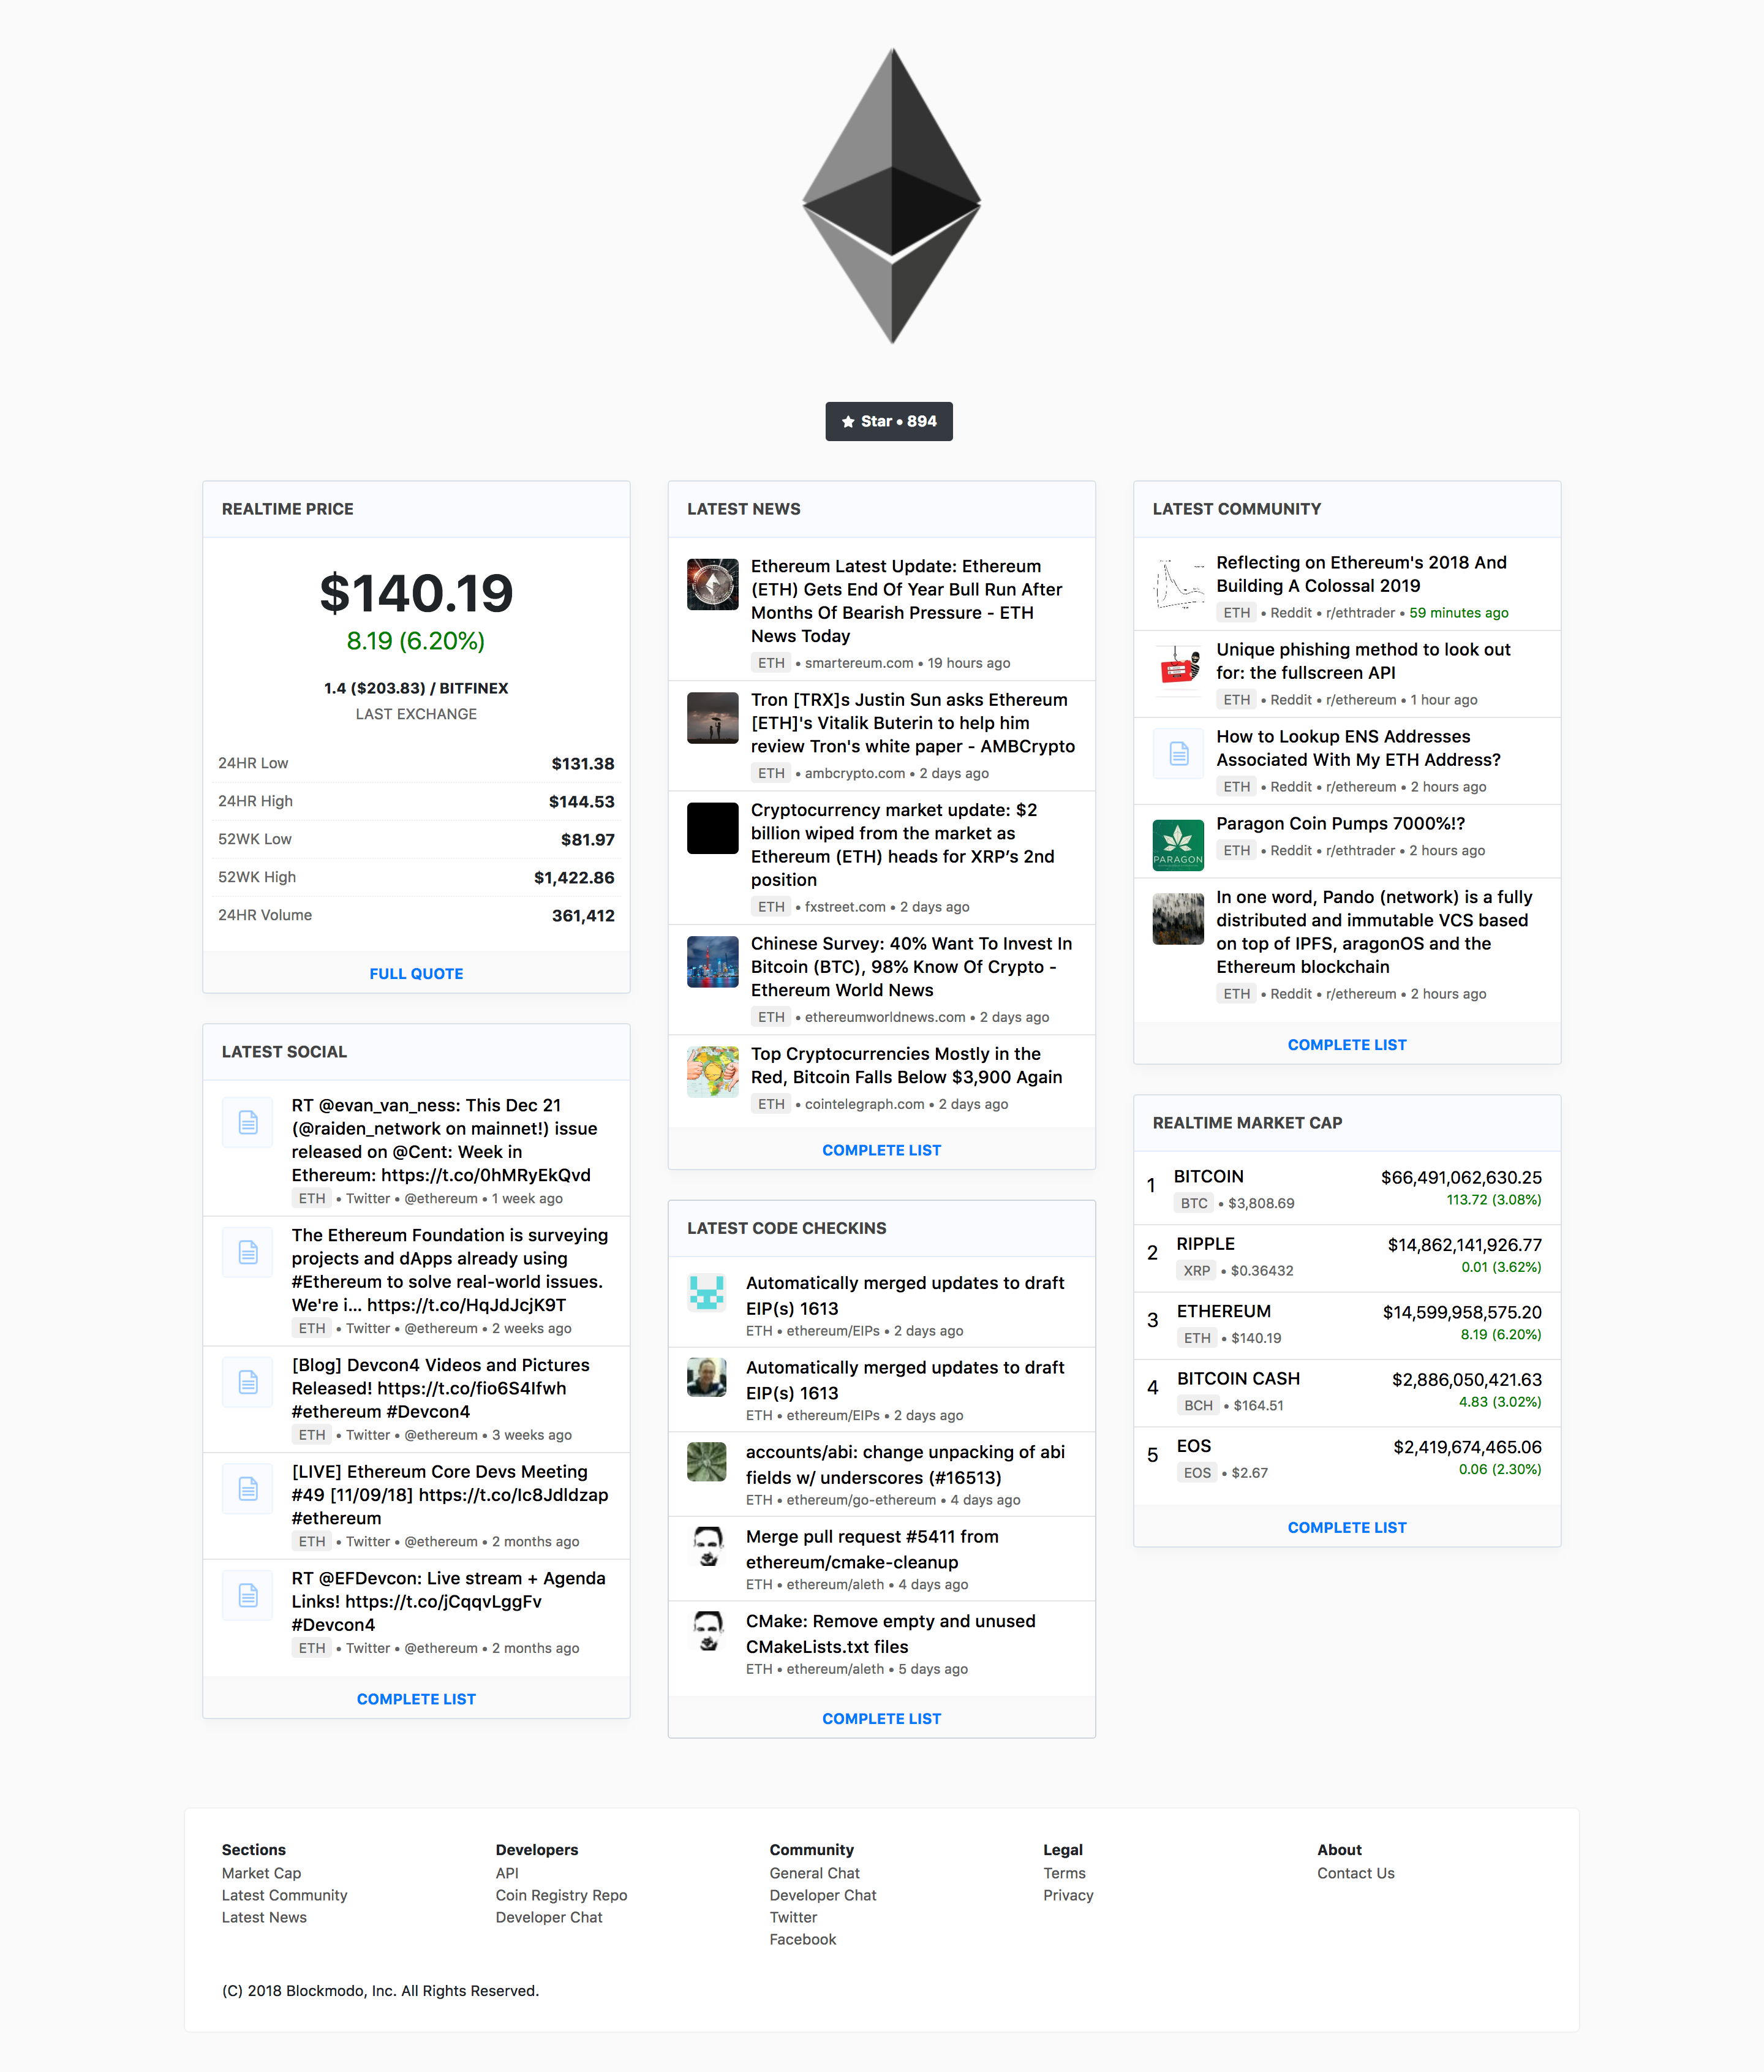 Star • 894
REALTIME PRICE
$140.19
8.19 (6.20%)
1.4 ($203.83) / BITFINEX
LAST EXCHANGE
24HR Low $131.38
24HR High $144.53
52WK Low $81.97
52WK High $1,422.86
24HR Volume 361,412
FULL QUOTE
LATEST SOCIAL
RT @evan_van_ness: This Dec 21
(@raiden_network on mainnet!) issue
released on @Cent: Week in
Ethereum: https://t.co/0hMRyEkQvd
ETH • Twitter • @ethereum • 1 week ago
The Ethereum Foundation is surveying
projects and dApps already using
#Ethereum to solve real-world issues.
We're i... https://t.co/HqJdJcjK9T
ETH • Twitter • @ethereum • 2 weeks ago
[Blog] Devcon4 Videos and Pictures
Released! https://t.co/fio6S4Ifwh
#ethereum #Devcon4
ETH • Twitter • @ethereum • 3 weeks ago
[LIVE] Ethereum Core Devs Meeting
#49 [11/09/18] https://t.co/Ic8Jdldzap
#ethereum
ETH • Twitter • @ethereum • 2 months ago
RT @EFDevcon: Live stream + Agenda
Links! https://t.co/jCqqvLggFv
#Devcon4
ETH • Twitter • @ethereum • 2 months ago
COMPLETE LIST
LATEST NEWS
Ethereum Latest Update: Ethereum
(ETH) Gets End Of Year Bull Run After
Months Of Bearish Pressure - ETH
News Today
ETH • smartereum.com • 19 hours ago
Tron [TRX]s Justin Sun asks Ethereum
[ETH]'s Vitalik Buterin to help him
review Tron's white paper - AMBCrypto
ETH • ambcrypto.com • 2 days ago
Cryptocurrency market update: $2
billion wiped from the market as
Ethereum (ETH) heads for XRP’s 2nd
position
ETH • fxstreet.com • 2 days ago
Chinese Survey: 40% Want To Invest In
Bitcoin (BTC), 98% Know Of Crypto -
Ethereum World News
ETH • ethereumworldnews.com • 2 days ago
Top Cryptocurrencies Mostly in the
Red, Bitcoin Falls Below $3,900 Again
ETH • cointelegraph.com • 2 days ago
COMPLETE LIST
LATEST CODE CHECKINS
Automatically merged updates to draft
EIP(s) 1613
ETH • ethereum/EIPs • 2 days ago
Automatically merged updates to draft
EIP(s) 1613
ETH • ethereum/EIPs • 2 days ago
accounts/abi: change unpacking of abi
fields w/ underscores (#16513)
ETH • ethereum/go-ethereum • 4 days ago
Merge pull request #5411 from
ethereum/cmake-cleanup
ETH • ethereum/aleth • 4 days ago
CMake: Remove empty and unused
CMakeLists.txt files
ETH • ethereum/aleth • 5 days ago
COMPLETE LIST
LATEST COMMUNITY
Reflecting on Ethereum's 2018 And
Building A Colossal 2019
ETH • Reddit • r/ethtrader • 59 minutes ago
Unique phishing method to look out
for: the fullscreen API
ETH • Reddit • r/ethereum • 1 hour ago
How to Lookup ENS Addresses
Associated With My ETH Address?
ETH • Reddit • r/ethereum • 2 hours ago
PARAGON
Paragon Coin Pumps 7000%!?
ETH • Reddit • r/ethtrader • 2 hours ago
In one word, Pando (network) is a fully
distributed and immutable VCS based
on top of IPFS, aragonOS and the
Ethereum blockchain
ETH • Reddit • r/ethereum • 2 hours ago
COMPLETE LIST
REALTIME MARKET CAP
1 BITCOIN $66,491,062,630.25
BTC • $3,808.69 113.72 (3.08%)
2 RIPPLE $14,862,141,926.77
XRP • $0.36432 0.01 (3.62%)
3 ETHEREUM $14,599,958,575.20
ETH • $140.19 8.19 (6.20%)
4 BITCOIN CASH $2,886,050,421.63
BCH • $164.51 4.83 (3.02%)
5 EOS $2,419,674,465.06
EOS • $2.67 0.06 (2.30%)
COMPLETE LIST
Sections
Market Cap
Latest Community
Latest News
Developers
API
Coin Registry Repo
Developer Chat
Community
General Chat
Developer Chat
Twitter
Facebook
Legal
Terms
Privacy
About
Contact Us
(C) 2018 Blockmodo, Inc. All Rights Reserved.